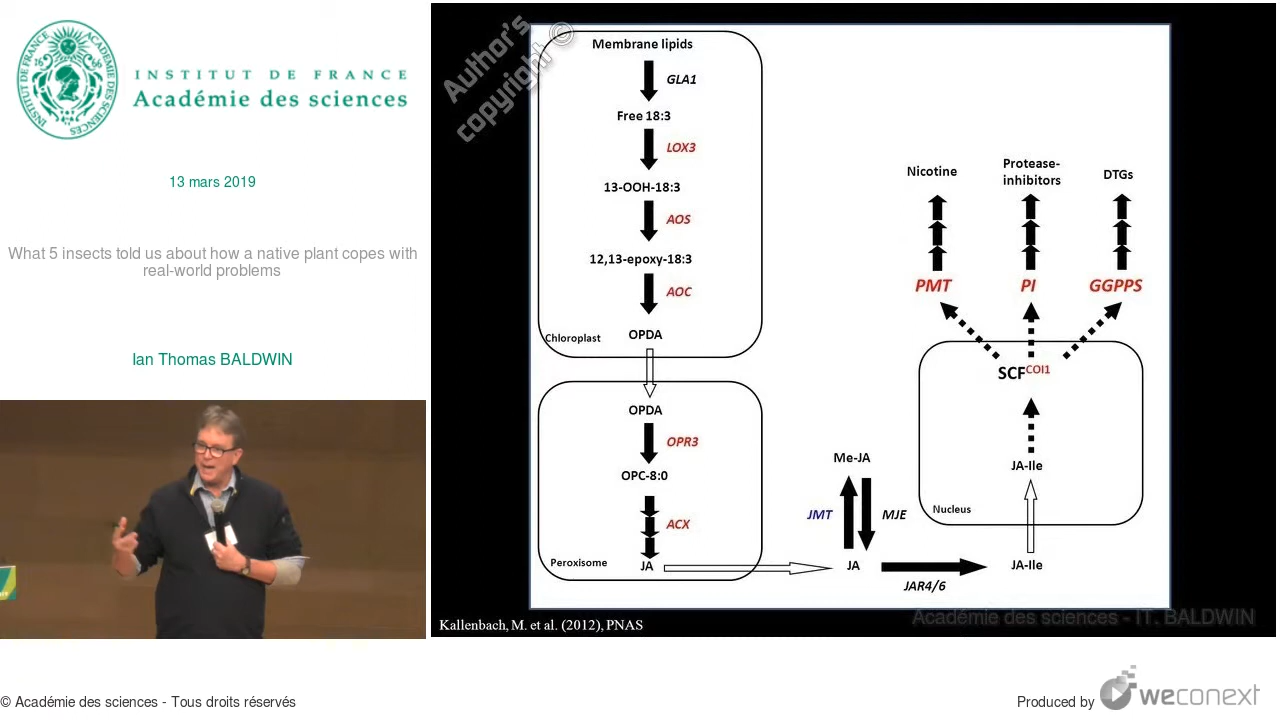 INSTITUT DE FRANCE
Académie des sciences
13 mars 2019
What 5 insects told us about how a native plant copes with
real-world problems
Ian Thomas BALDWIN
Author's
copyright ©
Membrane lipids
GLA1
Free 18:3
LOX3
13-OOH-18:3
AOS
12,13-epoxy-18:3
AOC
Chloroplast
OPDA
OPDA
OPR3
OPC-8:0
ACX
Peroxisome
JA
Nicotine
Protease-
inhibitors
DTGs
PMT
PI
GGPPS
SCF^COI1
JA-Ile
Nucleus
Me-JA
JMT
MJE
JA
JAR4/6
JA-Ile
Kallenbach, M. et al. (2012), PNAS
Académie des sciences - IT. BALDWIN
© Académie des sciences - Tous droits réservés
Produced by weconext